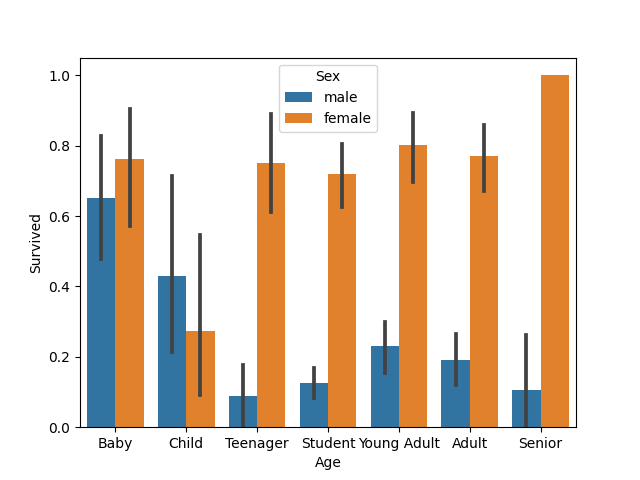 Sex
male
female
1.0
0.8
0.6
0.4
0.2
0.0
Survived
Baby Child Teenager Student Young Adult Adult Senior
Age